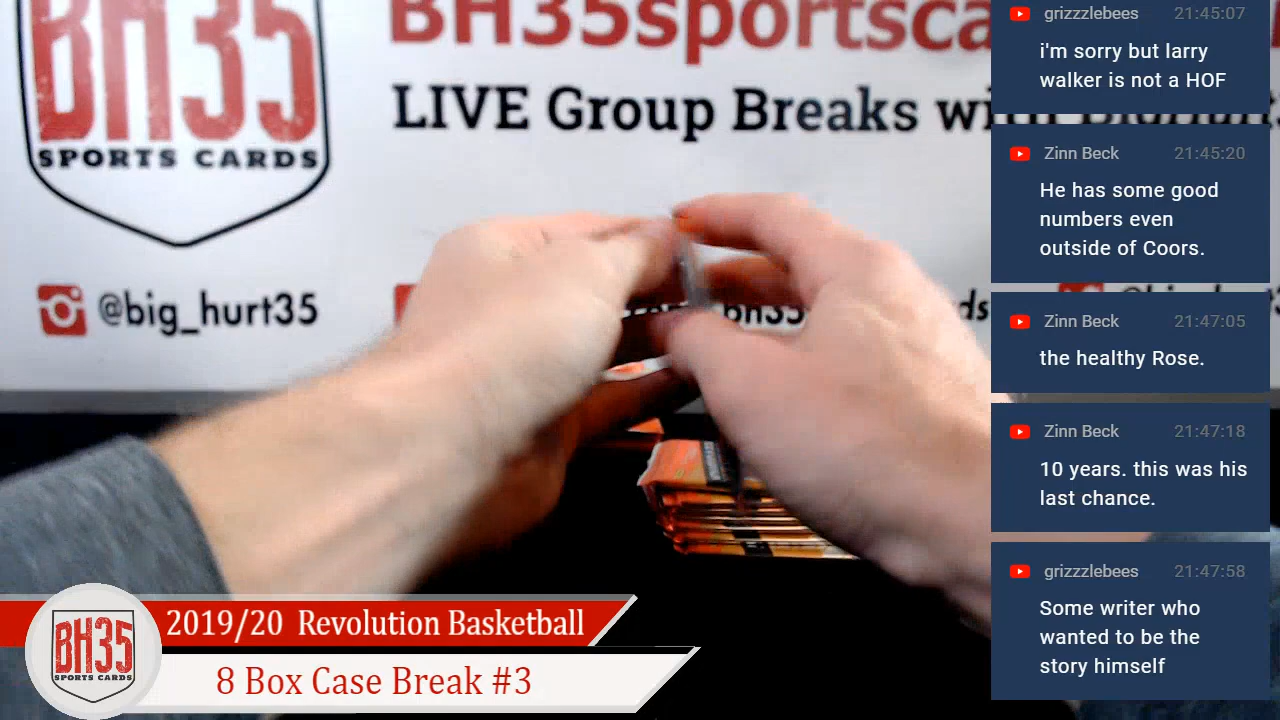 BH35
SPORTS CARDS
BH35sportsca
LIVE Group Breaks wi
@big_hurt35
bh35
ds
grizzzlebees 21:45:07
i'm sorry but larry
walker is not a HOF
Zinn Beck 21:45:20
He has some good
numbers even
outside of Coors.
Zinn Beck 21:47:05
the healthy Rose.
Zinn Beck 21:47:18
10 years. this was his
last chance.
grizzzlebees 21:47:58
Some writer who
wanted to be the
story himself
BH35
SPORTS CARDS
2019/20 Revolution Basketball
8 Box Case Break #3